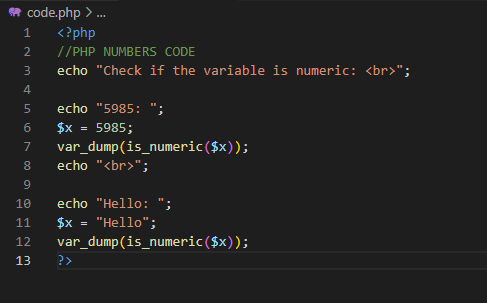 code.php > ...
1 <?php
2 //PHP NUMBERS CODE
3 echo "Check if the variable is numeric: <br>";
4
5 echo "5985: ";
6 $x = 5985;
7 var_dump(is_numeric($x));
8 echo "<br>";
9
10 echo "Hello: ";
11 $x = "Hello";
12 var_dump(is_numeric($x));
13 ?>